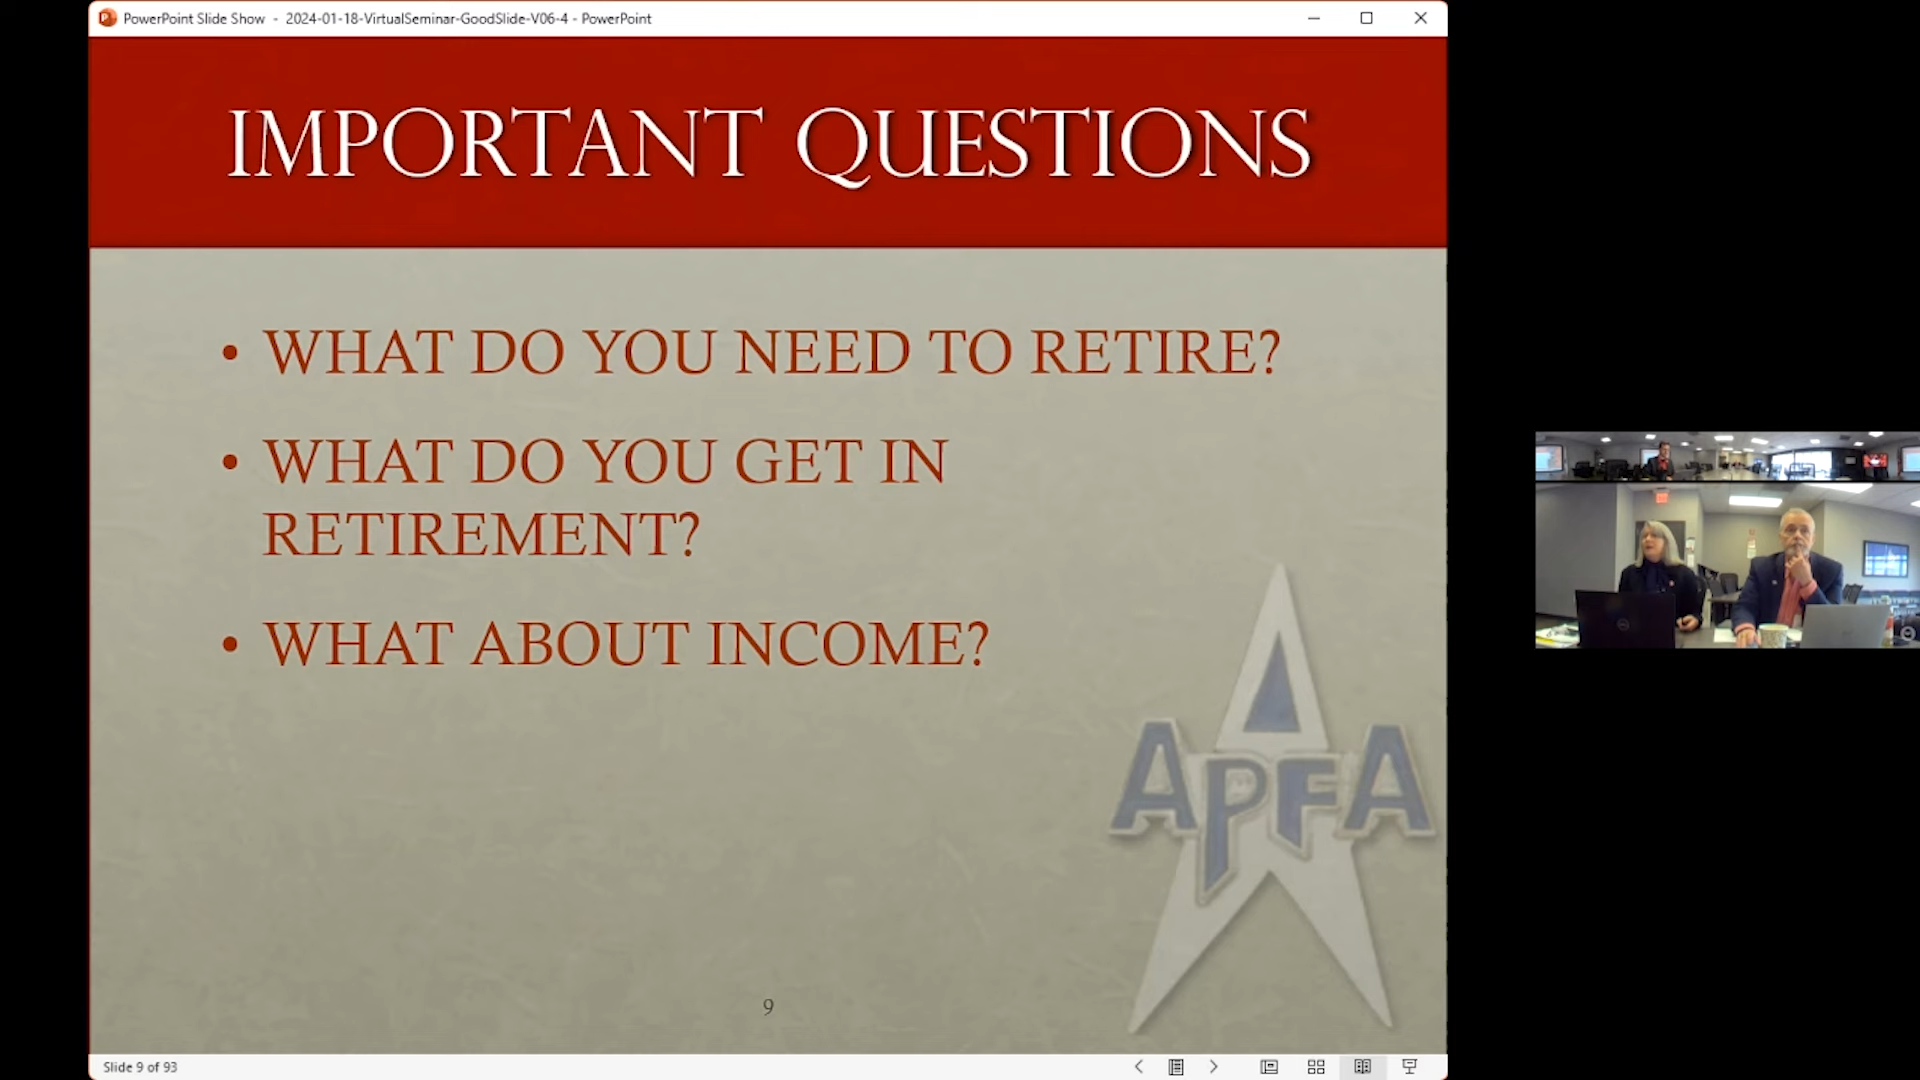 PowerPoint Slide Show - 2024-01-18-VirtualSeminar-GoodSlide-V06-4 - PowerPoint
IMPORTANT QUESTIONS
• WHAT DO YOU NEED TO RETIRE?
• WHAT DO YOU GET IN
RETIREMENT?
• WHAT ABOUT INCOME?
APFA
9
Slide 9 of 93